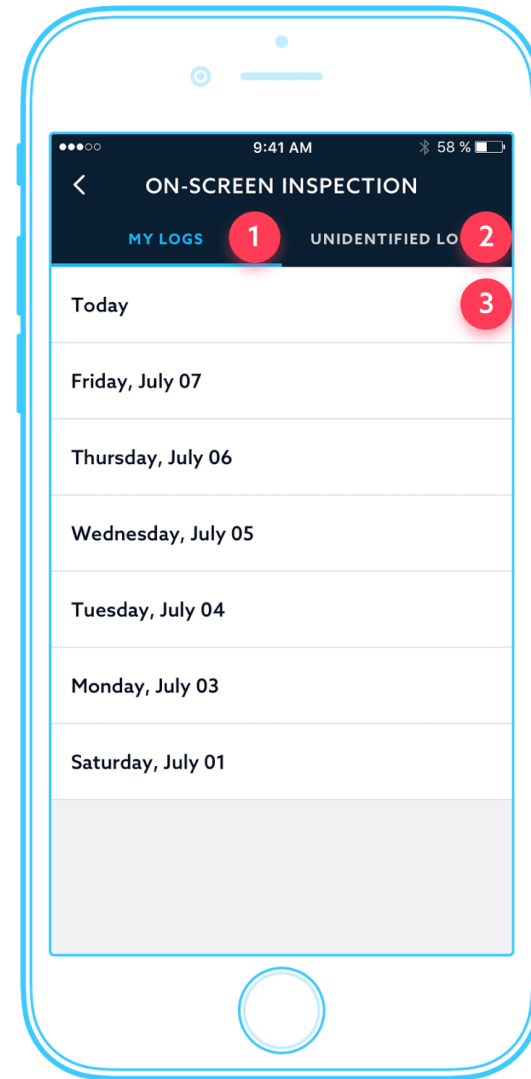 9:41 AM 58 %
ON-SCREEN INSPECTION
MY LOGS 1 UNIDENTIFIED LO 2
Today 3
Friday, July 07
Thursday, July 06
Wednesday, July 05
Tuesday, July 04
Monday, July 03
Saturday, July 01